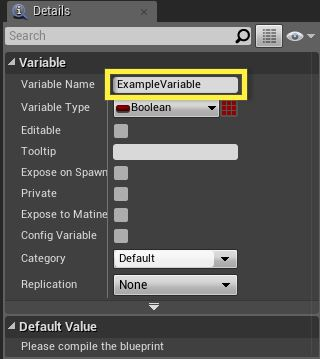 Details
Search
Variable
Variable Name ExampleVariable
Variable Type Boolean
Editable
Tooltip
Expose on Spawn
Private
Expose to Matine
Config Variable
Category Default
Replication None
Default Value
Please compile the blueprint